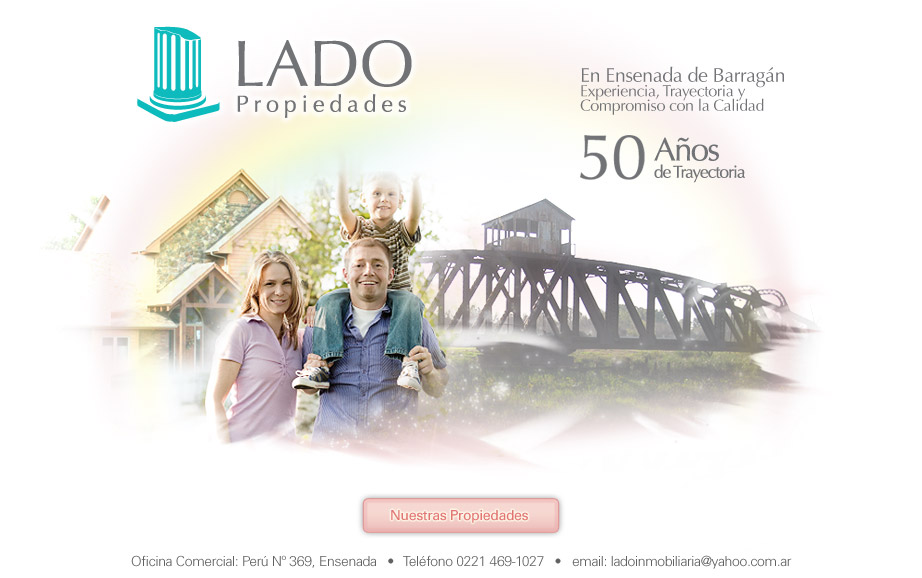 LADO
Propiedades
En Ensenada de Barragán
Experiencia, Trayectoria y
Compromiso con la Calidad
50 Años
de Trayectoria
Nuestras Propiedades
Oficina Comercial: Perú Nº 369, Ensenada • Teléfono 0221 469-1027 • email: ladoinmobiliaria@yahoo.com.ar